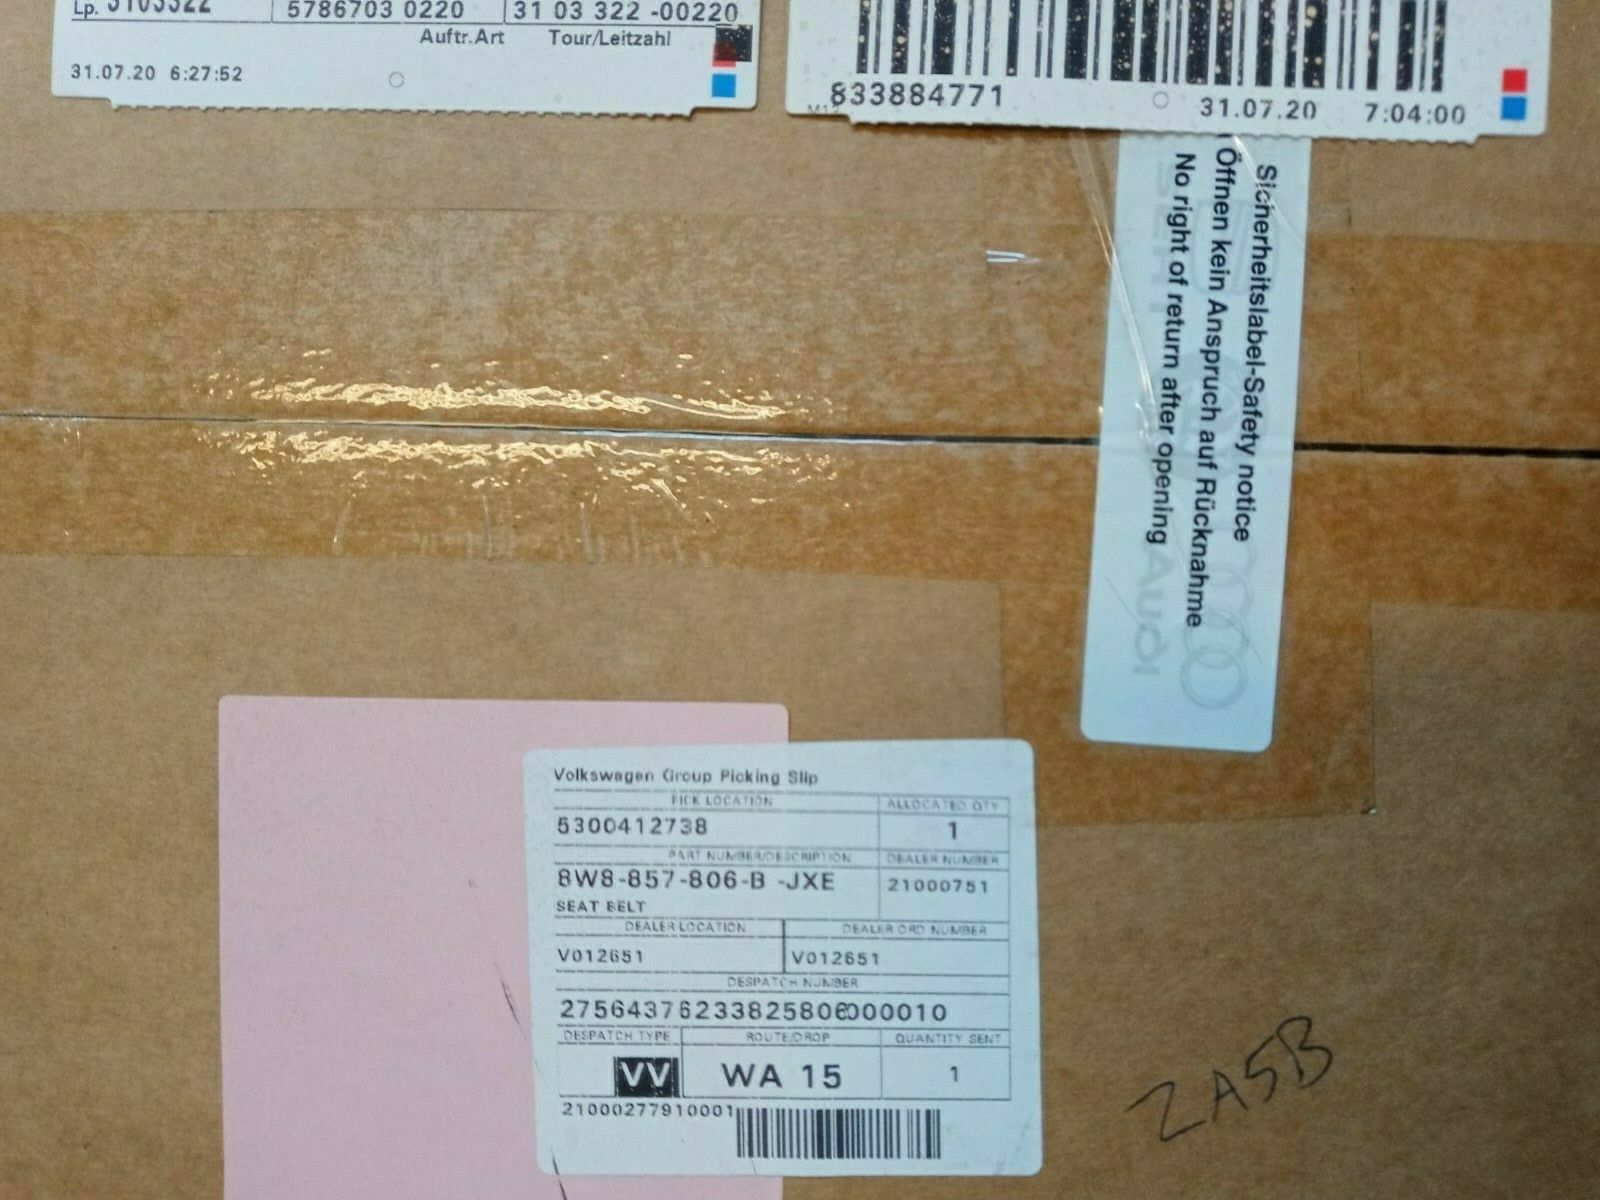 Lp. 3103322 5786703 0220 31 03 322 -00220
Auftr.Art Tour/Leitzahl
31.07.20 6:27:52
833884771 31.07.20 7:04:00
Sicherheitslabel-Safety notice
Öffnen kein Anspruch auf Rücknahme
No right of return after opening
Audi
Volkswagen Group Picking Slip
PICK LOCATION ALLOCATED QTY
5300412738 1
PART NUMBER/DESCRIPTION DEALER NUMBER
8W8-857-806-B -JXE 21000751
SEAT BELT
DEALER LOCATION DEALER ORD NUMBER
V012651 V012651
DESPATCH NUMBER
27564376233825806000010
DESPATCH TYPE ROUTE/DROP QUANTITY SENT
VV WA 15 1
21000277910001
ZA5B